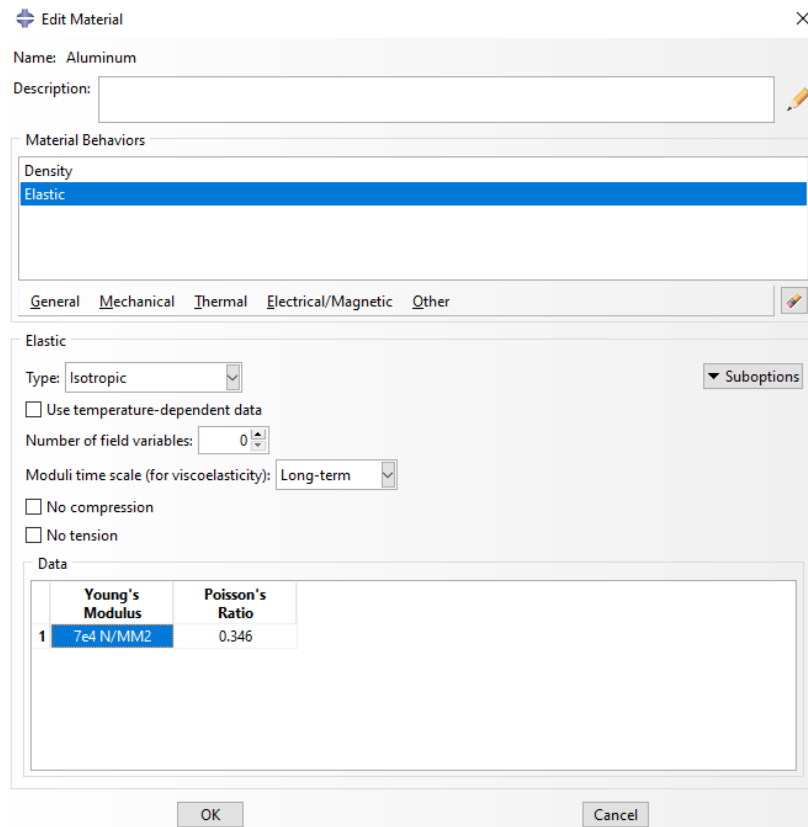 Edit Material
Name: Aluminum
Description:
Material Behaviors
Density
Elastic
General Mechanical Thermal Electrical/Magnetic Other
Elastic
Type: Isotropic
Suboptions
Use temperature-dependent data
Number of field variables: 0
Moduli time scale (for viscoelasticity): Long-term
No compression
No tension
Data
Young's Poisson's
Modulus Ratio
1 7e4 N/MM2 0.346
OK Cancel